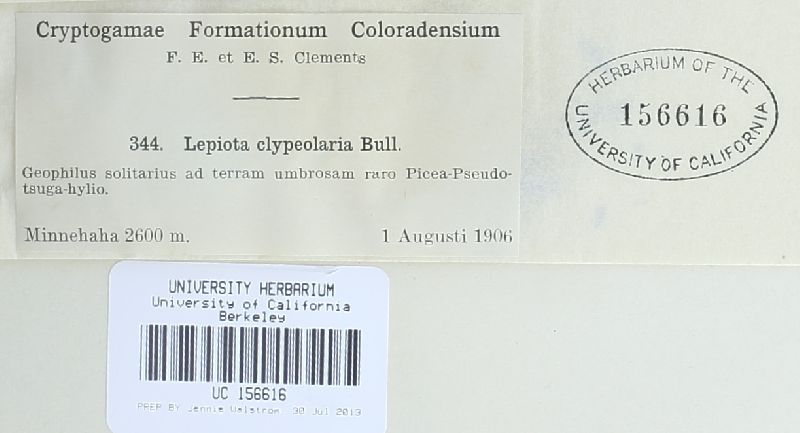 Cryptogamae Formationum Coloradensium
F. E. et E. S. Clements
344. Lepiota clypeolaria Bull.
Geophilus solitarius ad terram umbrosam raro Picea-Pseudo-
tsuga-hylio.
Minnehaha 2600 m. 1 Augusti 1906
HERBARIUM OF THE
156616
UNIVERSITY OF CALIFORNIA
UNIVERSITY HERBARIUM
University of California
Berkeley
UC 156616
PREP BY Jennie Walstrom, 30 Jul 2013